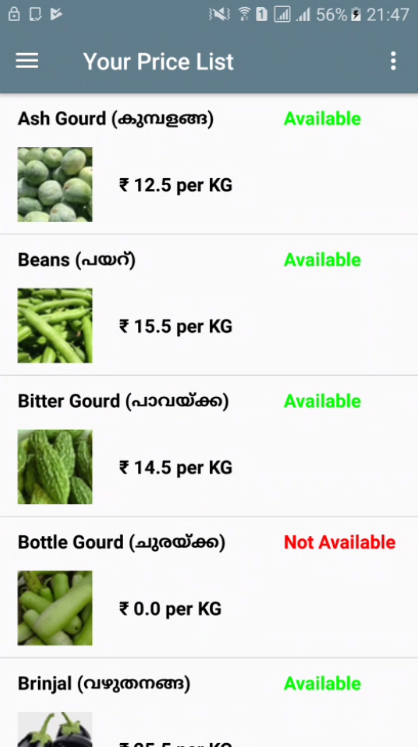 56% 21:47
Your Price List
Ash Gourd (കുമ്പളങ്ങ) Available
₹ 12.5 per KG
Beans (പയറ്) Available
₹ 15.5 per KG
Bitter Gourd (പാവയ്ക്ക) Available
₹ 14.5 per KG
Bottle Gourd (ചുരയ്ക്ക) Not Available
₹ 0.0 per KG
Brinjal (വഴുതനങ്ങ) Available
per KG